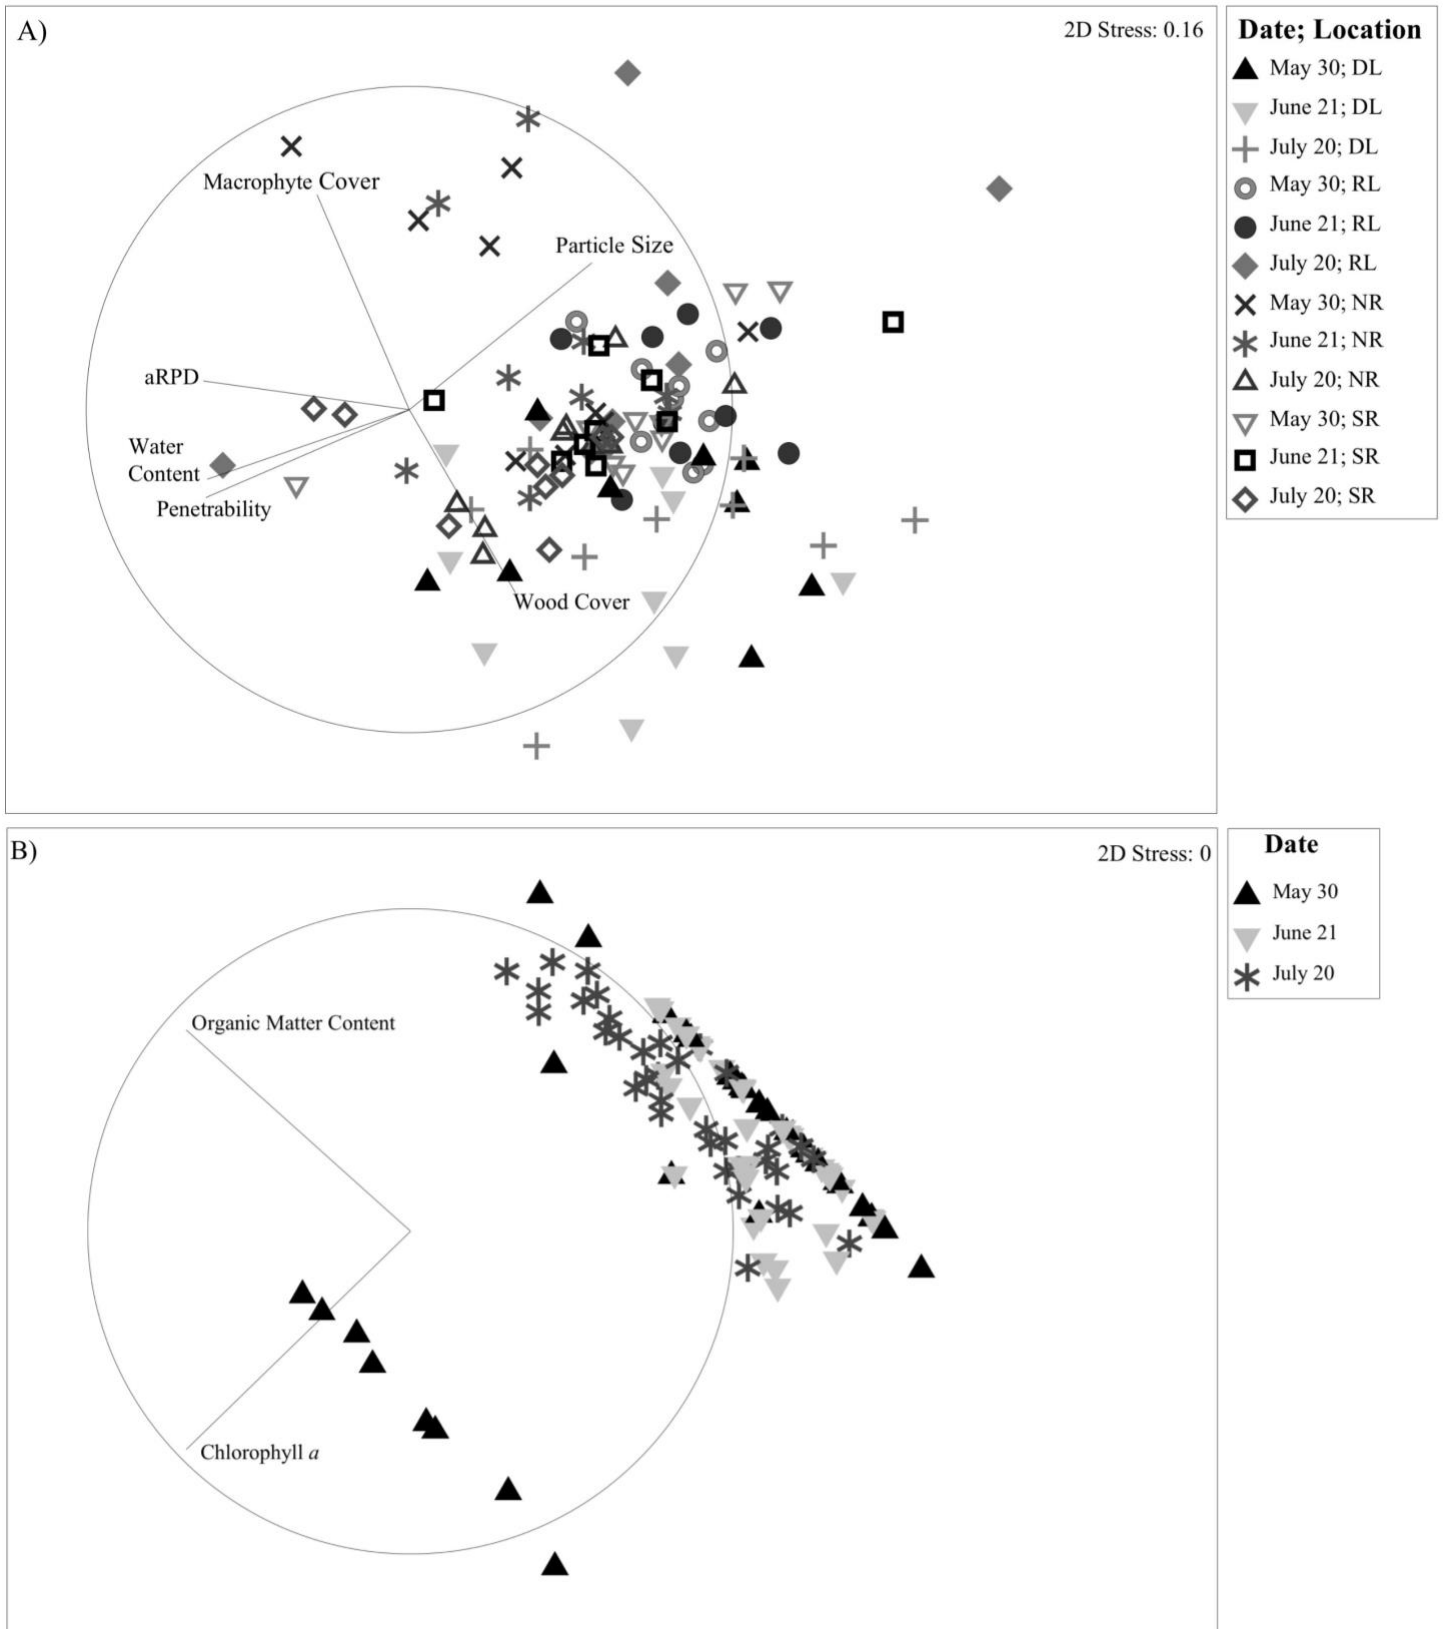 A)
2D Stress: 0.16
Macrophyte Cover
Particle Size
aRPD
Water
Content
Penetrability
Wood Cover
Date; Location
May 30; DL
June 21; DL
July 20; DL
May 30; RL
June 21; RL
July 20; RL
May 30; NR
June 21; NR
July 20; NR
May 30; SR
June 21; SR
July 20; SR
B)
2D Stress: 0
Organic Matter Content
Chlorophyll a
Date
May 30
June 21
July 20